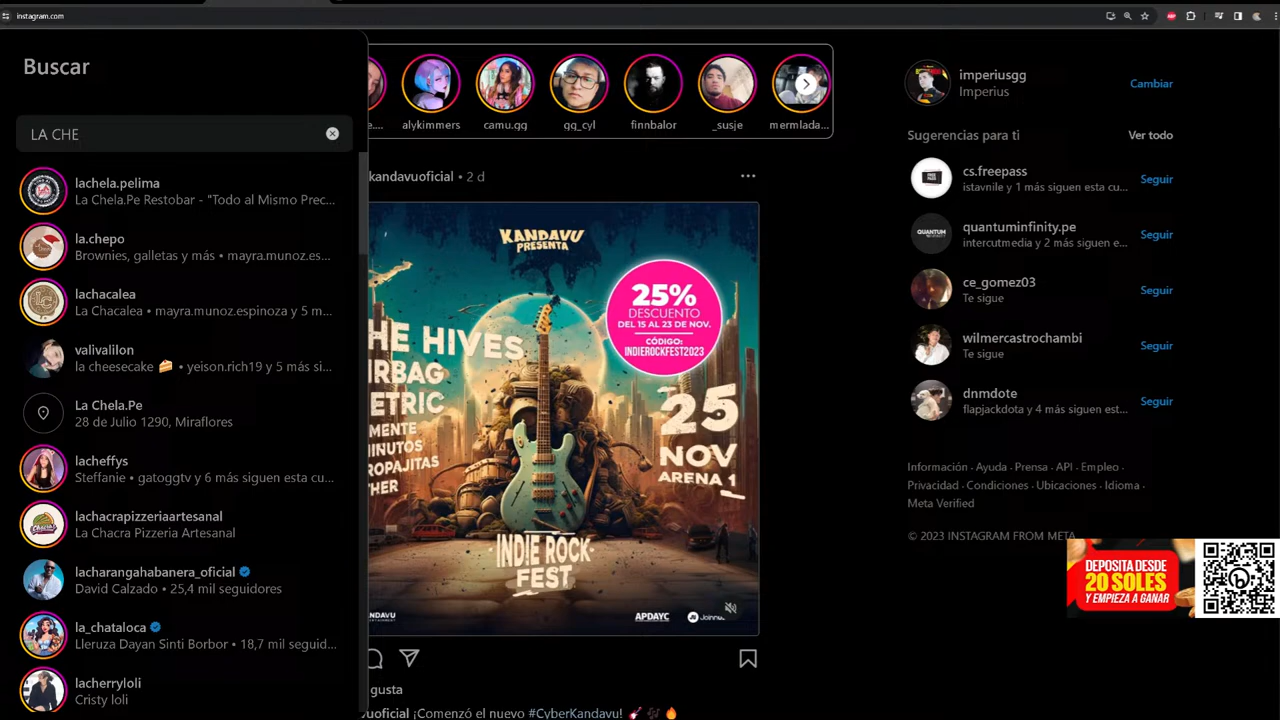 instagram.com
Buscar
LA CHE
lachela.pelima
La Chela.Pe Restobar - "Todo al Mismo Prec...
la.chepo
Brownies, galletas y más • mayra.munoz.es...
lachacalea
La Chacalea • mayra.munoz.espinoza y 5 m...
valivalilon
la cheesecake 🍰 • yeison.rich19 y 5 más si...
La Chela.Pe
28 de Julio 1290, Miraflores
lacheffys
Steffanie • gatoggtv y 6 más siguen esta cu...
lachacrapizzeriaartesanal
La Chacra Pizzeria Artesanal
lacharangahabanera_oficial
David Calzado • 25,4 mil seguidores
la_chataloca
Lleruza Dayan Sinti Borbor • 18,7 mil seguid...
lacherryloli
Cristy loli
alykimmers
camu.gg
gg_cyl
finnbalor
_susje
mermlada...
kandavuoficial • 2 d
KANDAVU
PRESENTA
25%
DESCUENTO
DEL 15 AL 23 DE NOV.
CÓDIGO:
INDIEROCKFEST2023
HE HIVES
IRBAG
ETRIC
MENTE
INUTOS
ROPAJITAS
HER
25
NOV
ARENA 1
INDIE ROCK
FEST
APDAYC
gusta
uoficial ¡Comenzó el nuevo #CyberKandavu! 🎸 🎶 🔥
imperiusgg
Imperius
Cambiar
Sugerencias para ti
Ver todo
cs.freepass
istavnile y 1 más siguen esta cu...
Seguir
quantuminfinity.pe
intercutmedia y 2 más siguen e...
Seguir
ce_gomez03
Te sigue
Seguir
wilmercastrochambi
Te sigue
Seguir
dnmdote
flapjackdota y 4 más siguen est...
Seguir
Información · Ayuda · Prensa · API · Empleo ·
Privacidad · Condiciones · Ubicaciones · Idioma ·
Meta Verified
© 2023 INSTAGRAM FROM META
DEPOSITA DESDE
20 SOLES
Y EMPIEZA A GANAR